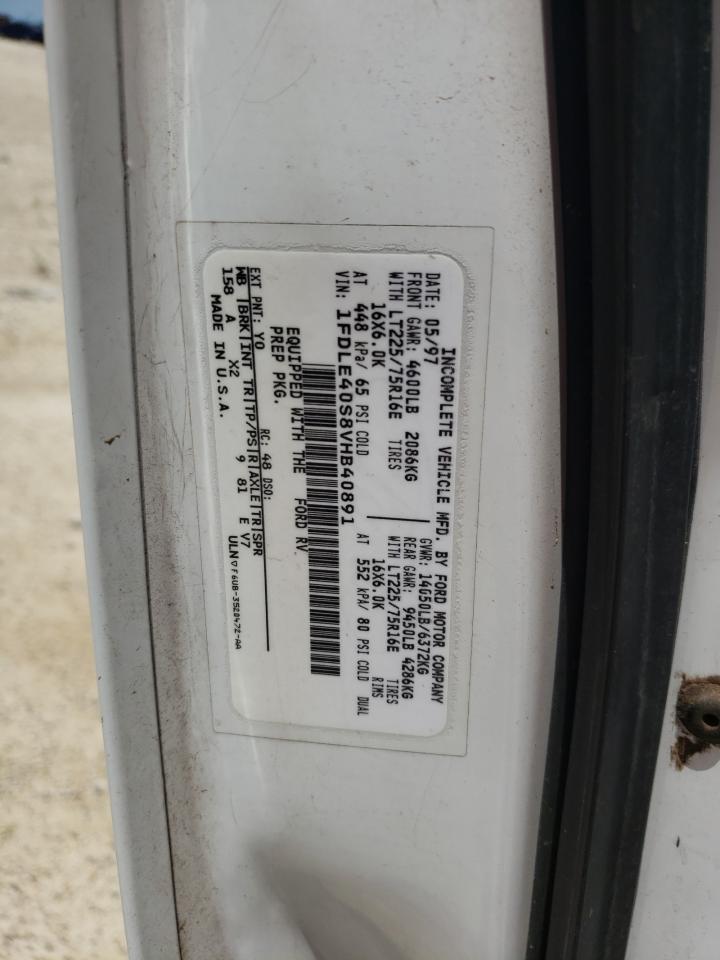 INCOMPLETE VEHICLE MFD. BY FORD MOTOR COMPANY
DATE: 05/97 GVWR: 14050LB/6372KG
FRONT GAWR: 4600LB 2086KG REAR GAWR: 9450LB 4286KG
WITH LT225/75R16E TIRES WITH LT225/75R16E TIRES
16X6.0K 16X6.0K RIMS
AT 448 kPa/ 65 PSI COLD AT 552 kPA/ 80 PSI COLD DUAL
VIN: 1FDLE40S8VHB40891
EQUIPPED WITH THE FORD RV
PREP PKG.
EXT PNT: YO RC: 48 DSO:
WB |BRK|INT TR|TP/PS|R|AXLE|TR|SPR
158 A X2 9 81 E V7
MADE IN U.S.A. ULN▽F6UB-3520472-AA